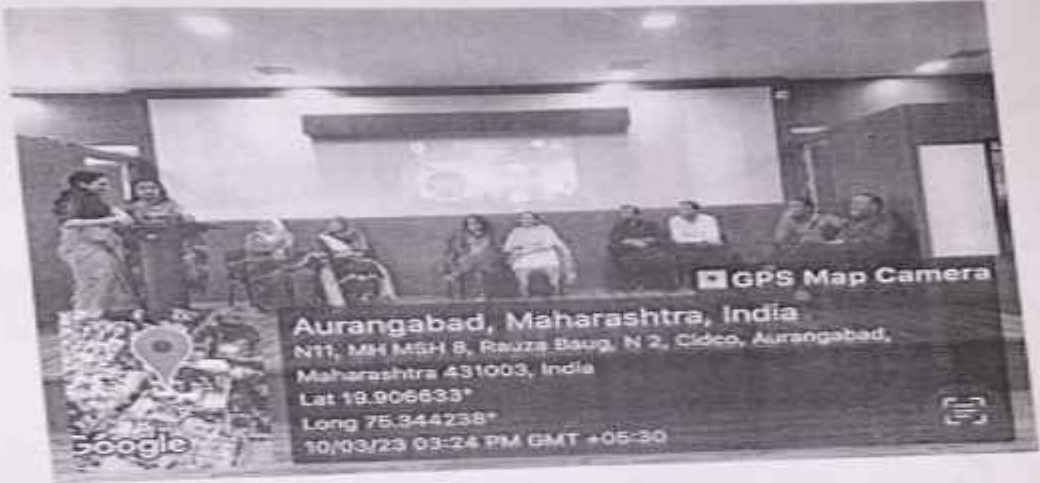 GPS Map Camera
Aurangabad, Maharashtra, India
N11, MH MSH 8, Rauza Baug, N 2, Cidco, Aurangabad,
Maharashtra 431003, India
Lat 19.906633°
Long 75.344238°
10/03/23 03:24 PM GMT +05:30
Google